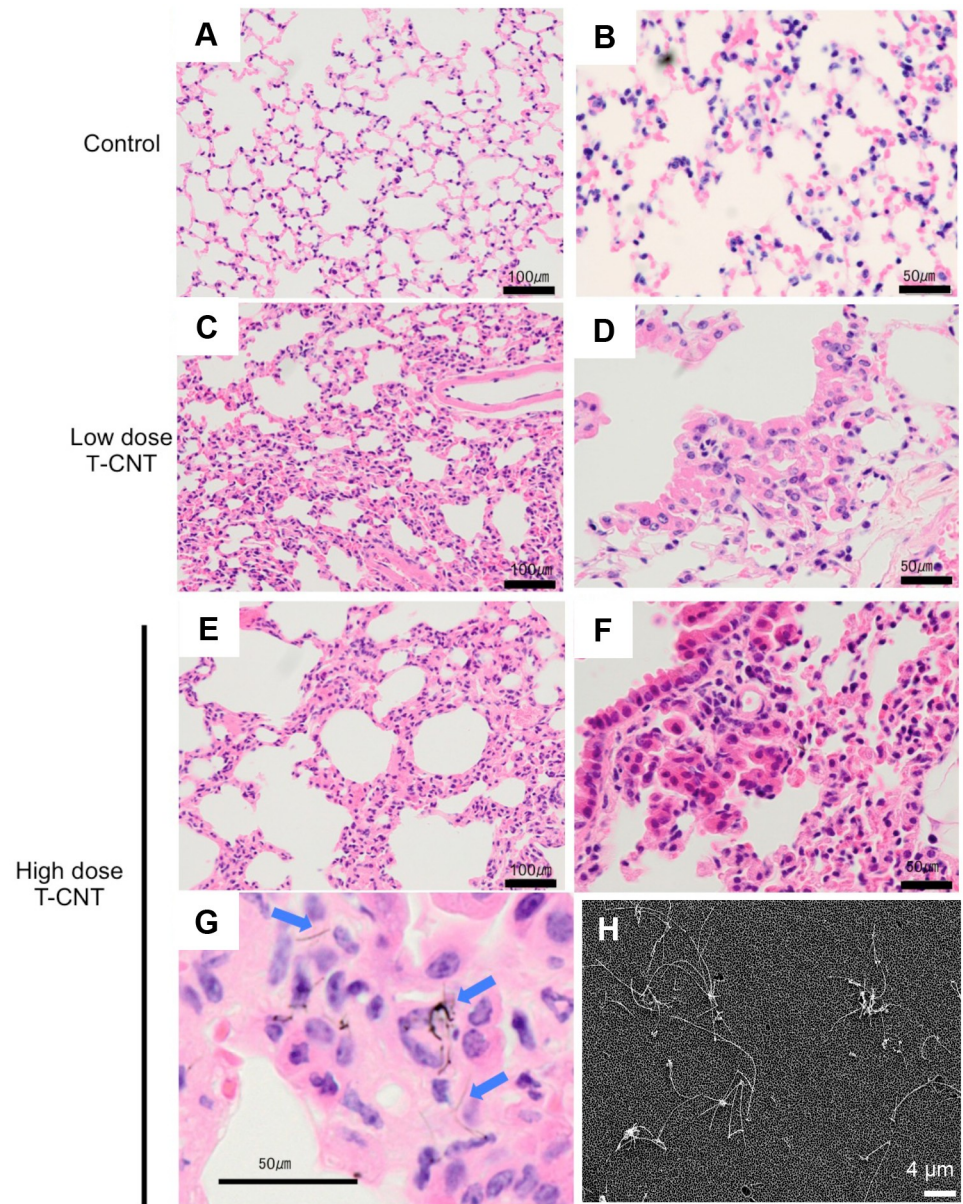 A
B
Control
100μm
50μm
C
D
Low dose
T-CNT
100μm
50μm
E
F
High dose
T-CNT
100μm
50μm
G
H
50μm
4 μm